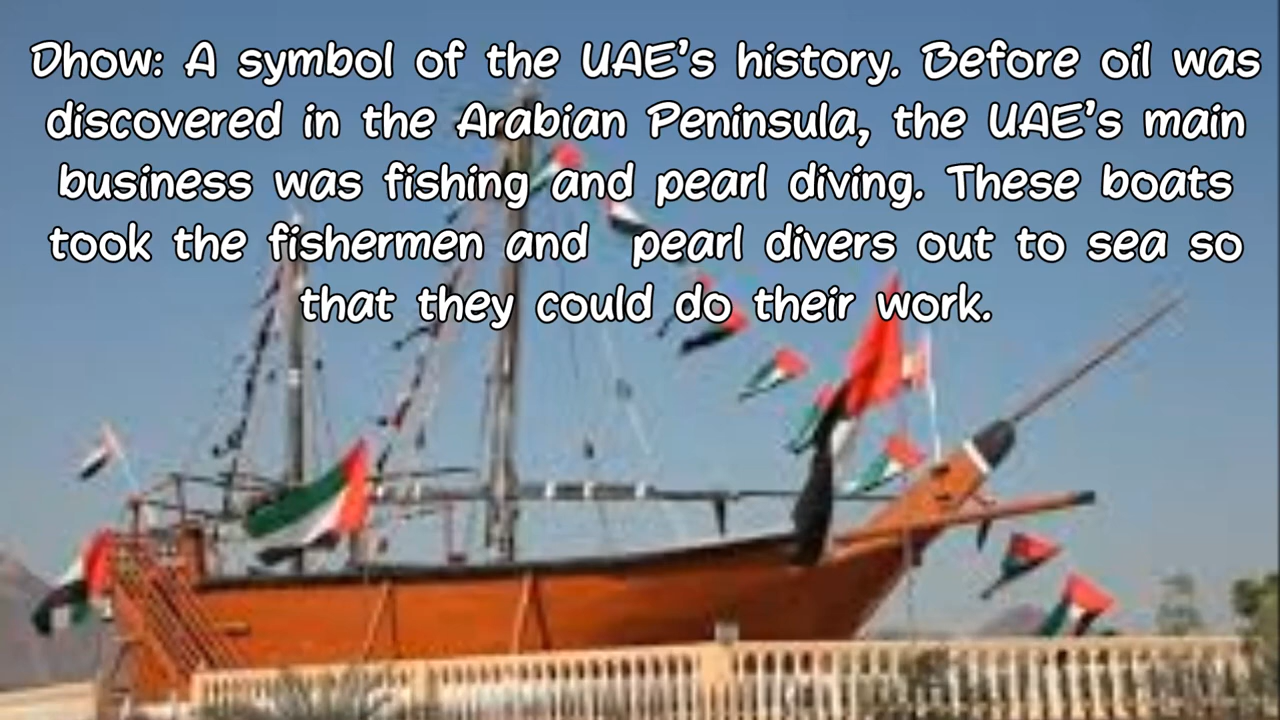 Dhow: A symbol of the UAE's history. Before oil was
discovered in the Arabian Peninsula, the UAE's main
business was fishing and pearl diving. These boats
took the fishermen and pearl divers out to sea so
that they could do their work.